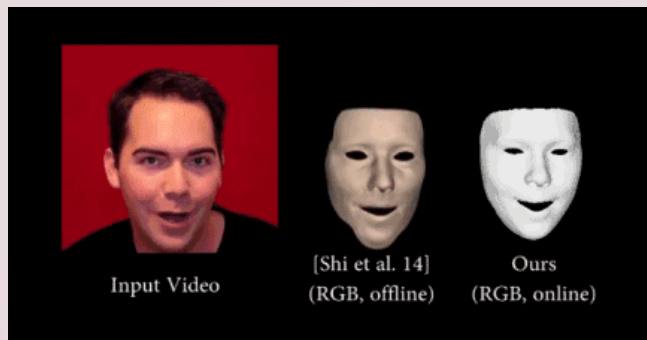 Input Video
[Shi et al. 14]
(RGB, offline)
Ours
(RGB, online)